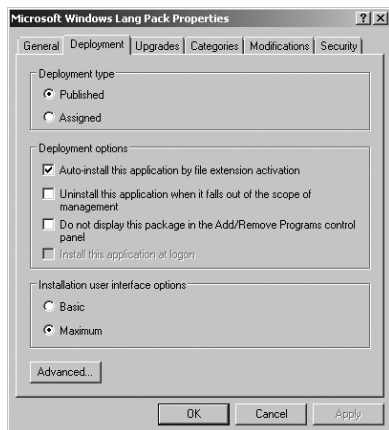 Microsoft Windows Lang Pack Properties
General Deployment Upgrades Categories Modifications Security
Deployment type
Published
Assigned
Deployment options
Auto-install this application by file extension activation
Uninstall this application when it falls out of the scope of
management
Do not display this package in the Add/Remove Programs control
panel
Install this application at logon
Installation user interface options
Basic
Maximum
Advanced...
OK Cancel Apply